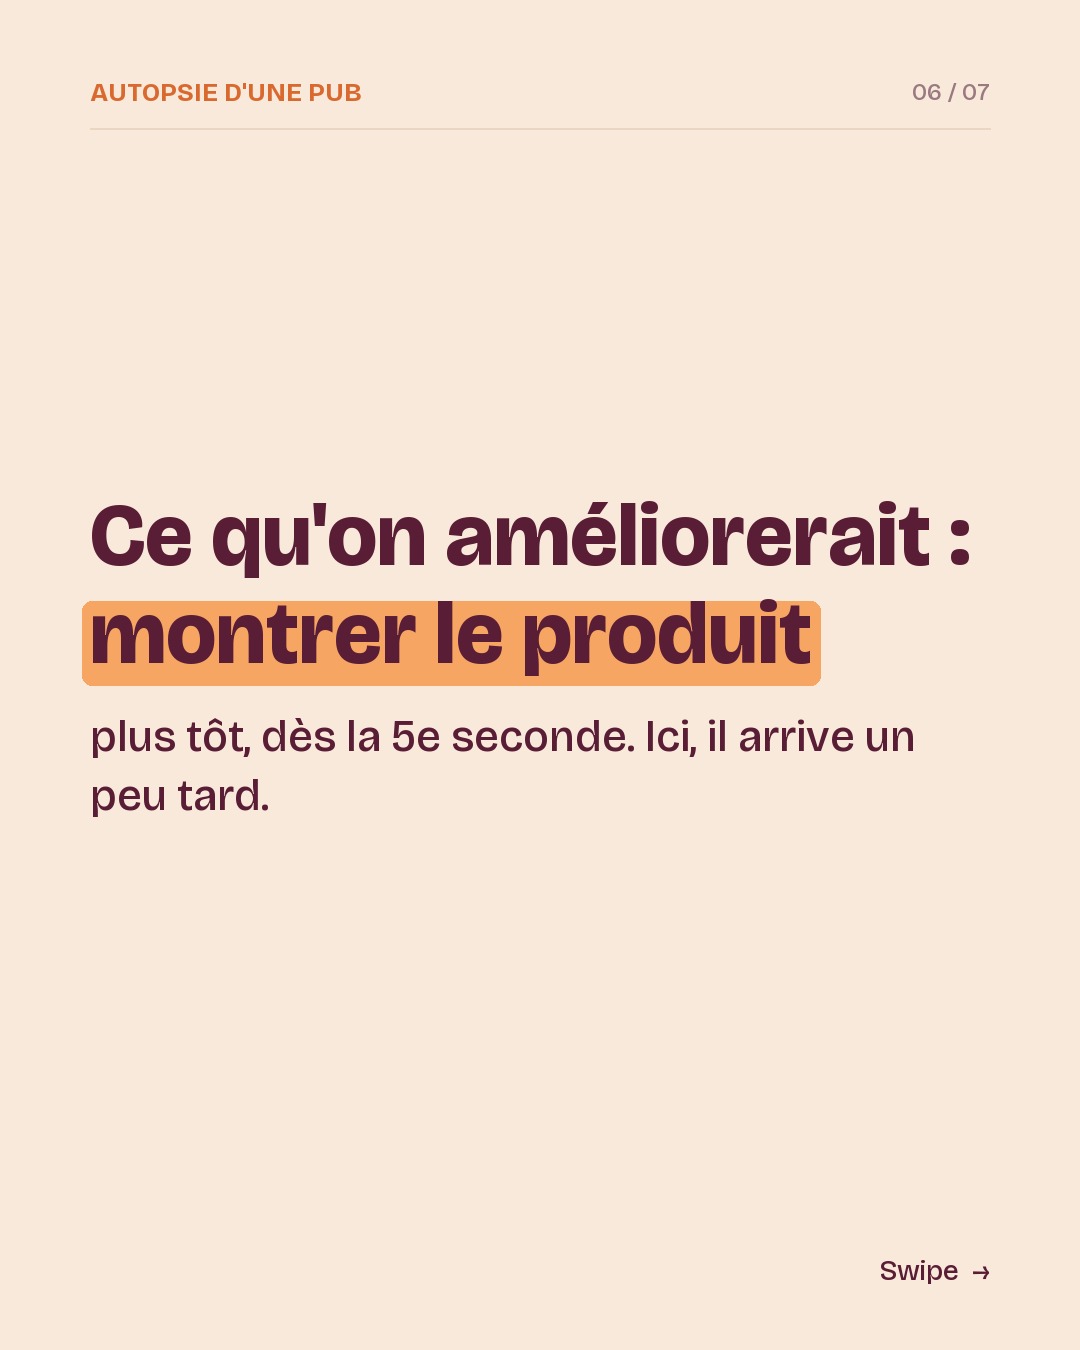 AUTOPSIE D'UNE PUB
06 / 07
Ce qu'on améliorerait :
montrer le produit
plus tôt, dès la 5e seconde. Ici, il arrive un
peu tard.
Swipe →